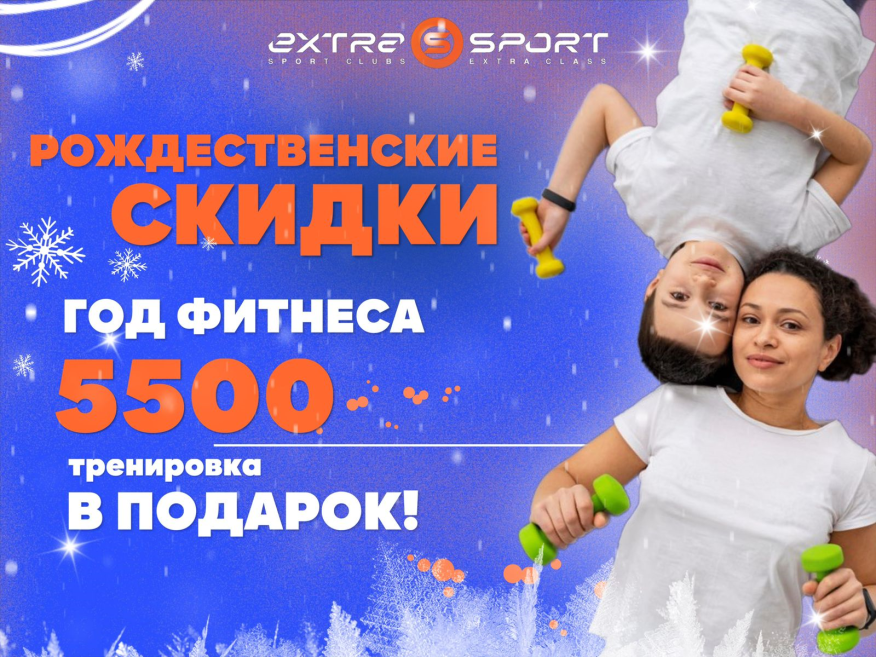 EXTRA S SPORT
SPORT CLUBS EXTRA CLASS
РОЖДЕСТВЕНСКИЕ
СКИДКИ
ГОД ФИТНЕСА
5500
тренировка
В ПОДАРОК!